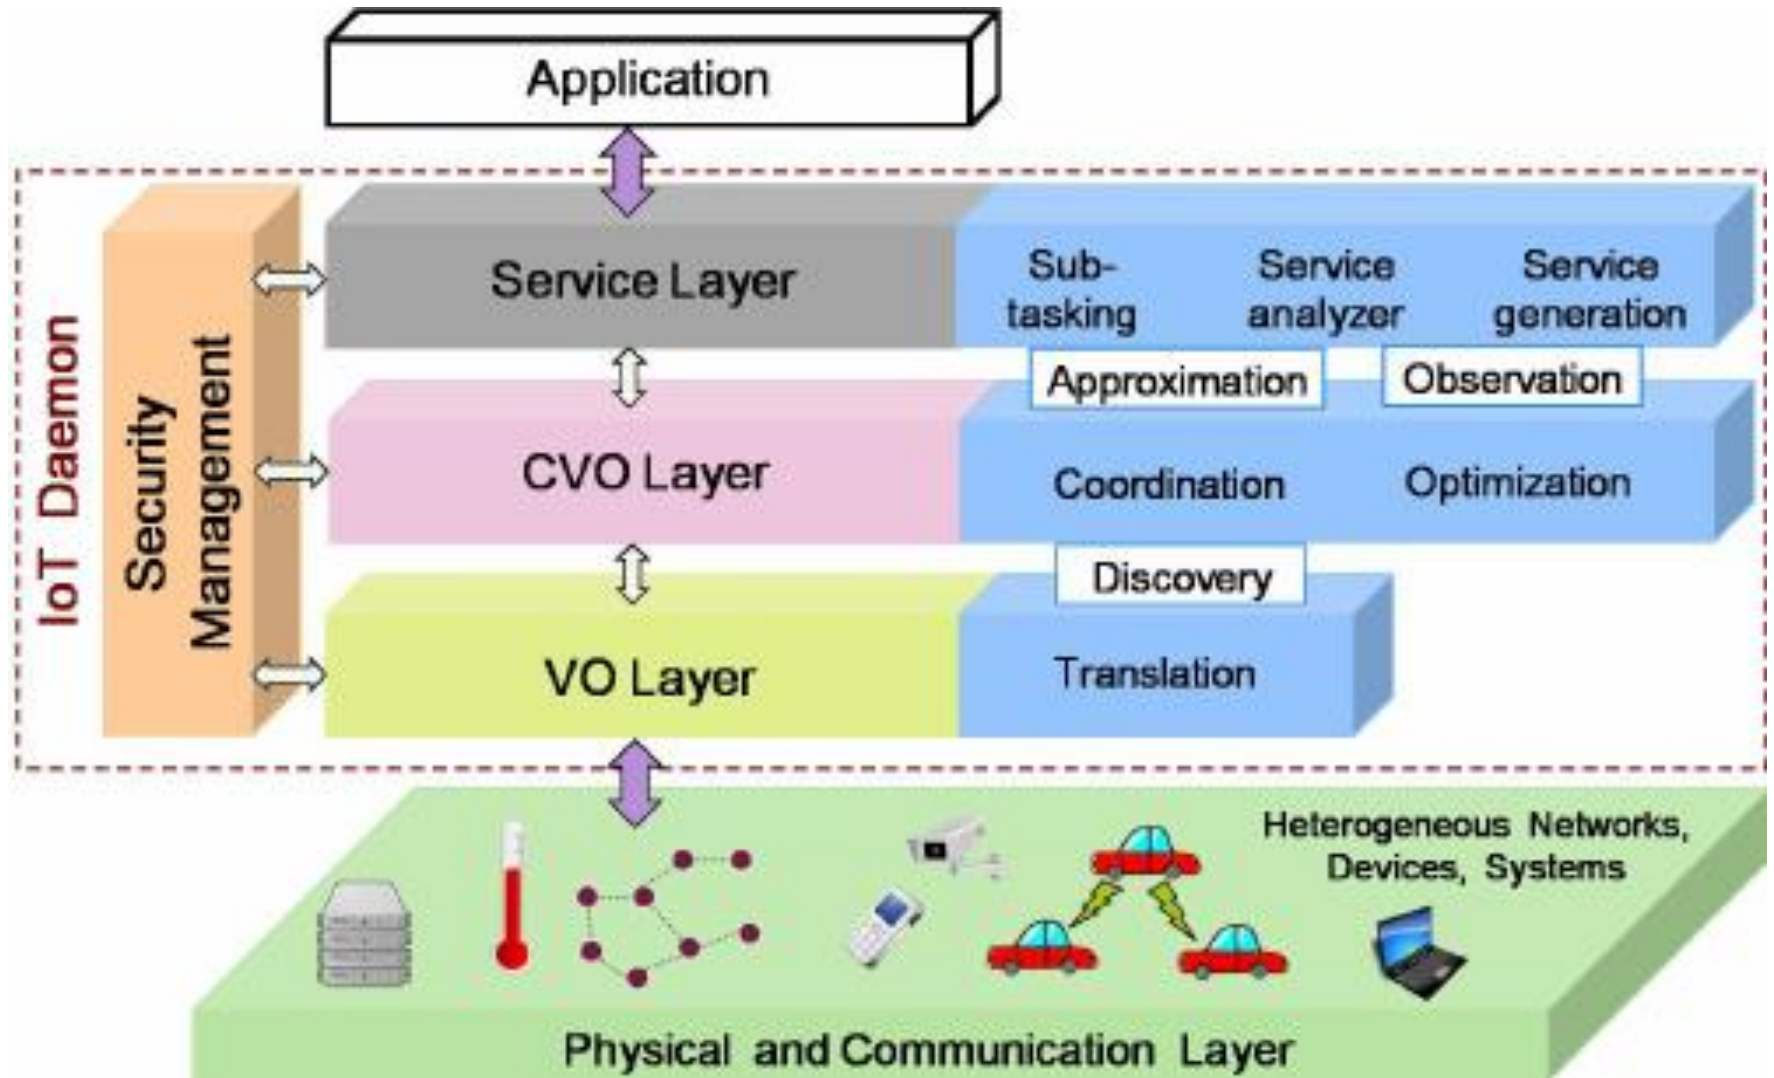 Application
IoT Daemon
Security
Management
Service Layer
Sub-
tasking
Service
analyzer
Service
generation
Approximation
Observation
CVO Layer
Coordination
Optimization
Discovery
VO Layer
Translation
Heterogeneous Networks,
Devices, Systems
Physical and Communication Layer